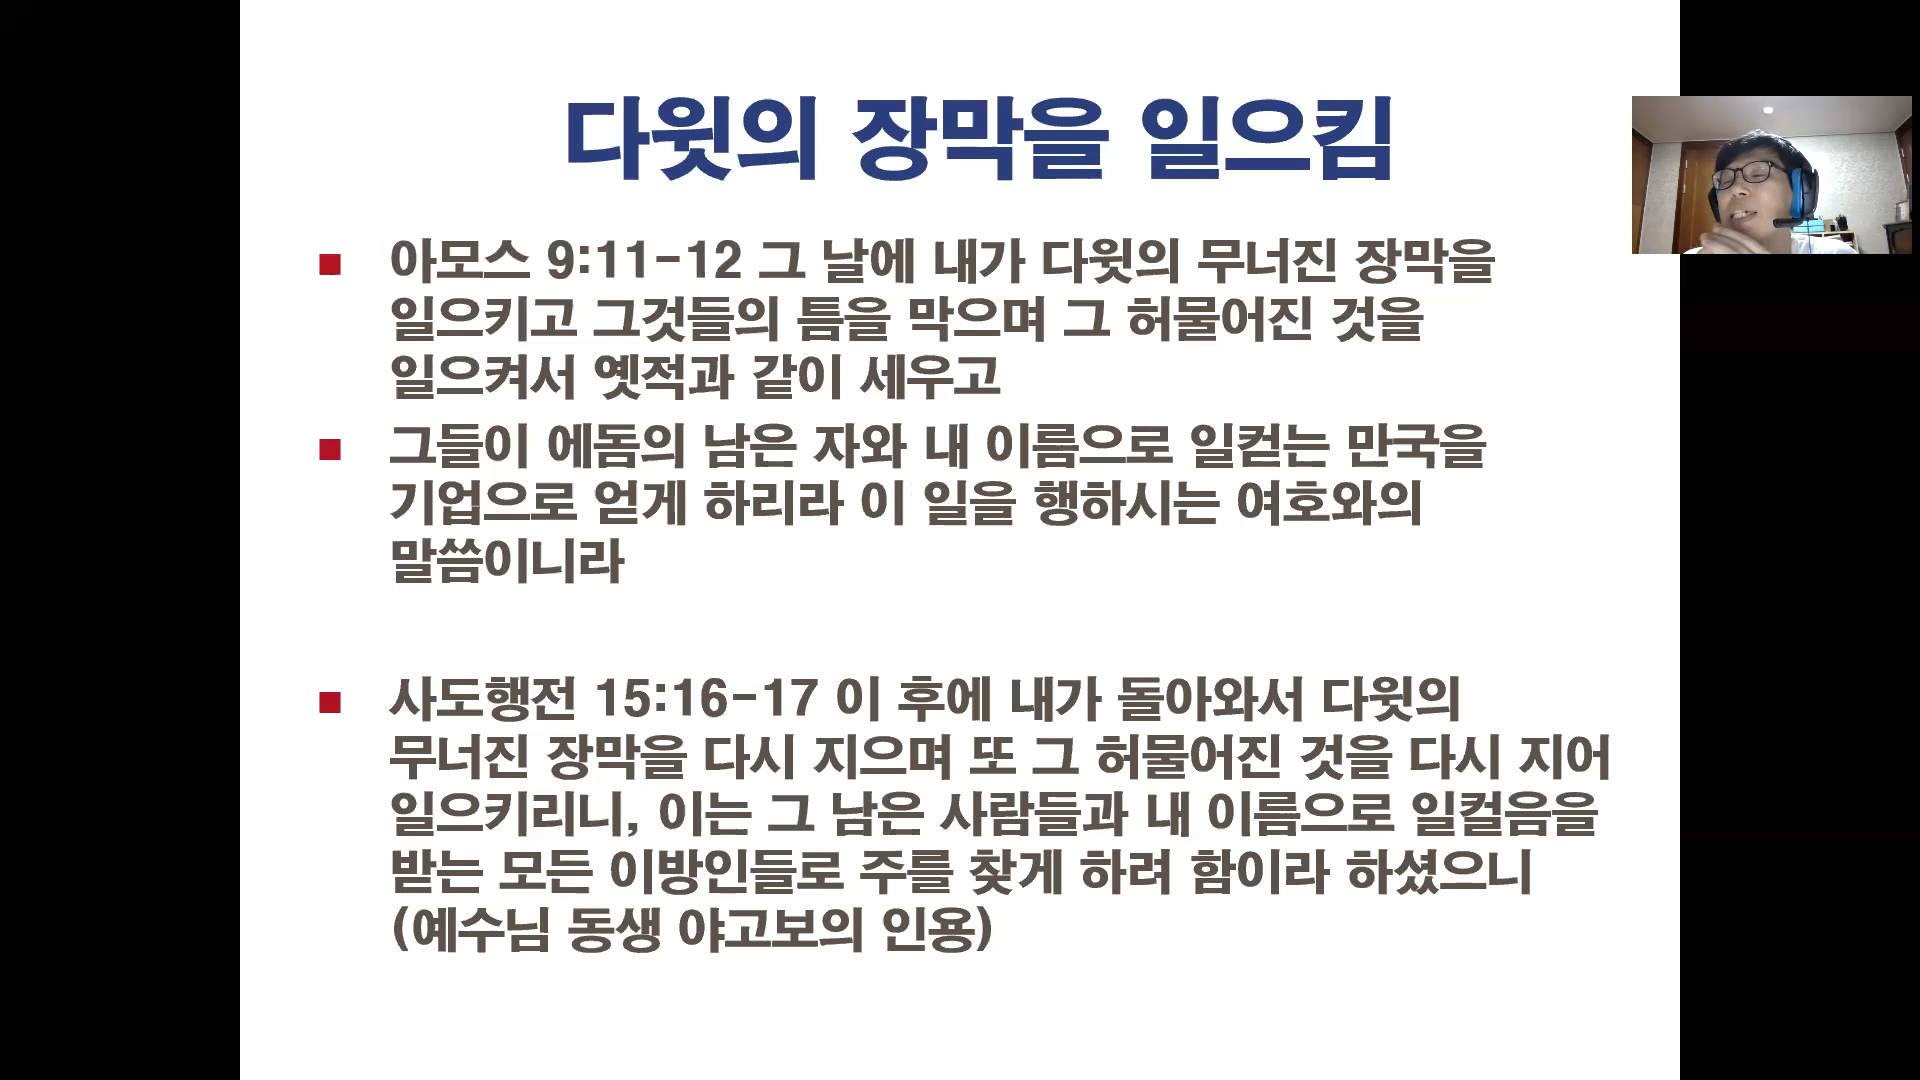 다윗의 장막을 일으킴
■ 아모스 9:11-12 그 날에 내가 다윗의 무너진 장막을
일으키고 그것들의 틈을 막으며 그 허물어진 것을
일으켜서 옛적과 같이 세우고
■ 그들이 에돔의 남은 자와 내 이름으로 일컫는 만국을
기업으로 얻게 하리라 이 일을 행하시는 여호와의
말씀이니라
■ 사도행전 15:16-17 이 후에 내가 돌아와서 다윗의
무너진 장막을 다시 지으며 또 그 허물어진 것을 다시 지어
일으키리니, 이는 그 남은 사람들과 내 이름으로 일컬음을
받는 모든 이방인들로 주를 찾게 하려 함이라 하셨으니
(예수님 동생 야고보의 인용)